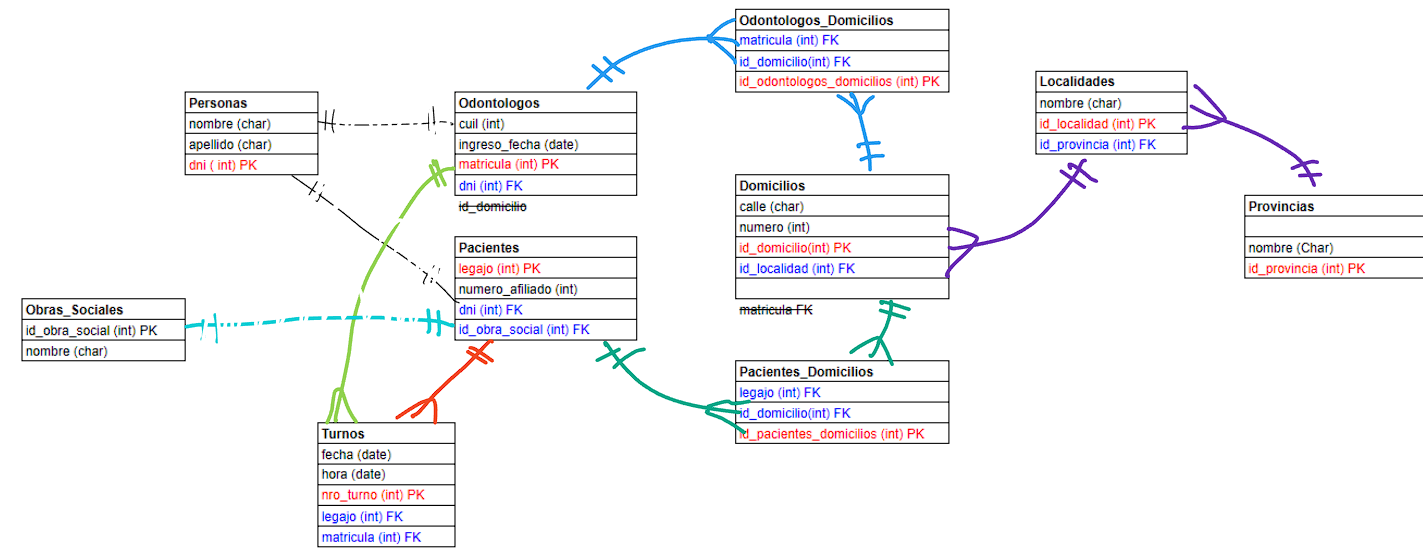 Personas
nombre (char)
apellido (char)
dni ( int) PK
Odontologos
cuil (int)
ingreso_fecha (date)
matricula (int) PK
dni (int) FK
id_domicilio
Pacientes
legajo (int) PK
numero_afiliado (int)
dni (int) FK
id_obra_social (int) FK
Obras_Sociales
id_obra_social (int) PK
nombre (char)
Turnos
fecha (date)
hora (date)
nro_turno (int) PK
legajo (int) FK
matricula (int) FK
Odontologos_Domicilios
matricula (int) FK
id_domicilio(int) FK
id_odontologos_domicilios (int) PK
Domicilios
calle (char)
numero (int)
id_domicilio(int) PK
id_localidad (int) FK
matricula FK
Pacientes_Domicilios
legajo (int) FK
id_domicilio(int) FK
id_pacientes_domicilios (int) PK
Localidades
nombre (char)
id_localidad (int) PK
id_provincia (int) FK
Provincias
nombre (Char)
id_provincia (int) PK